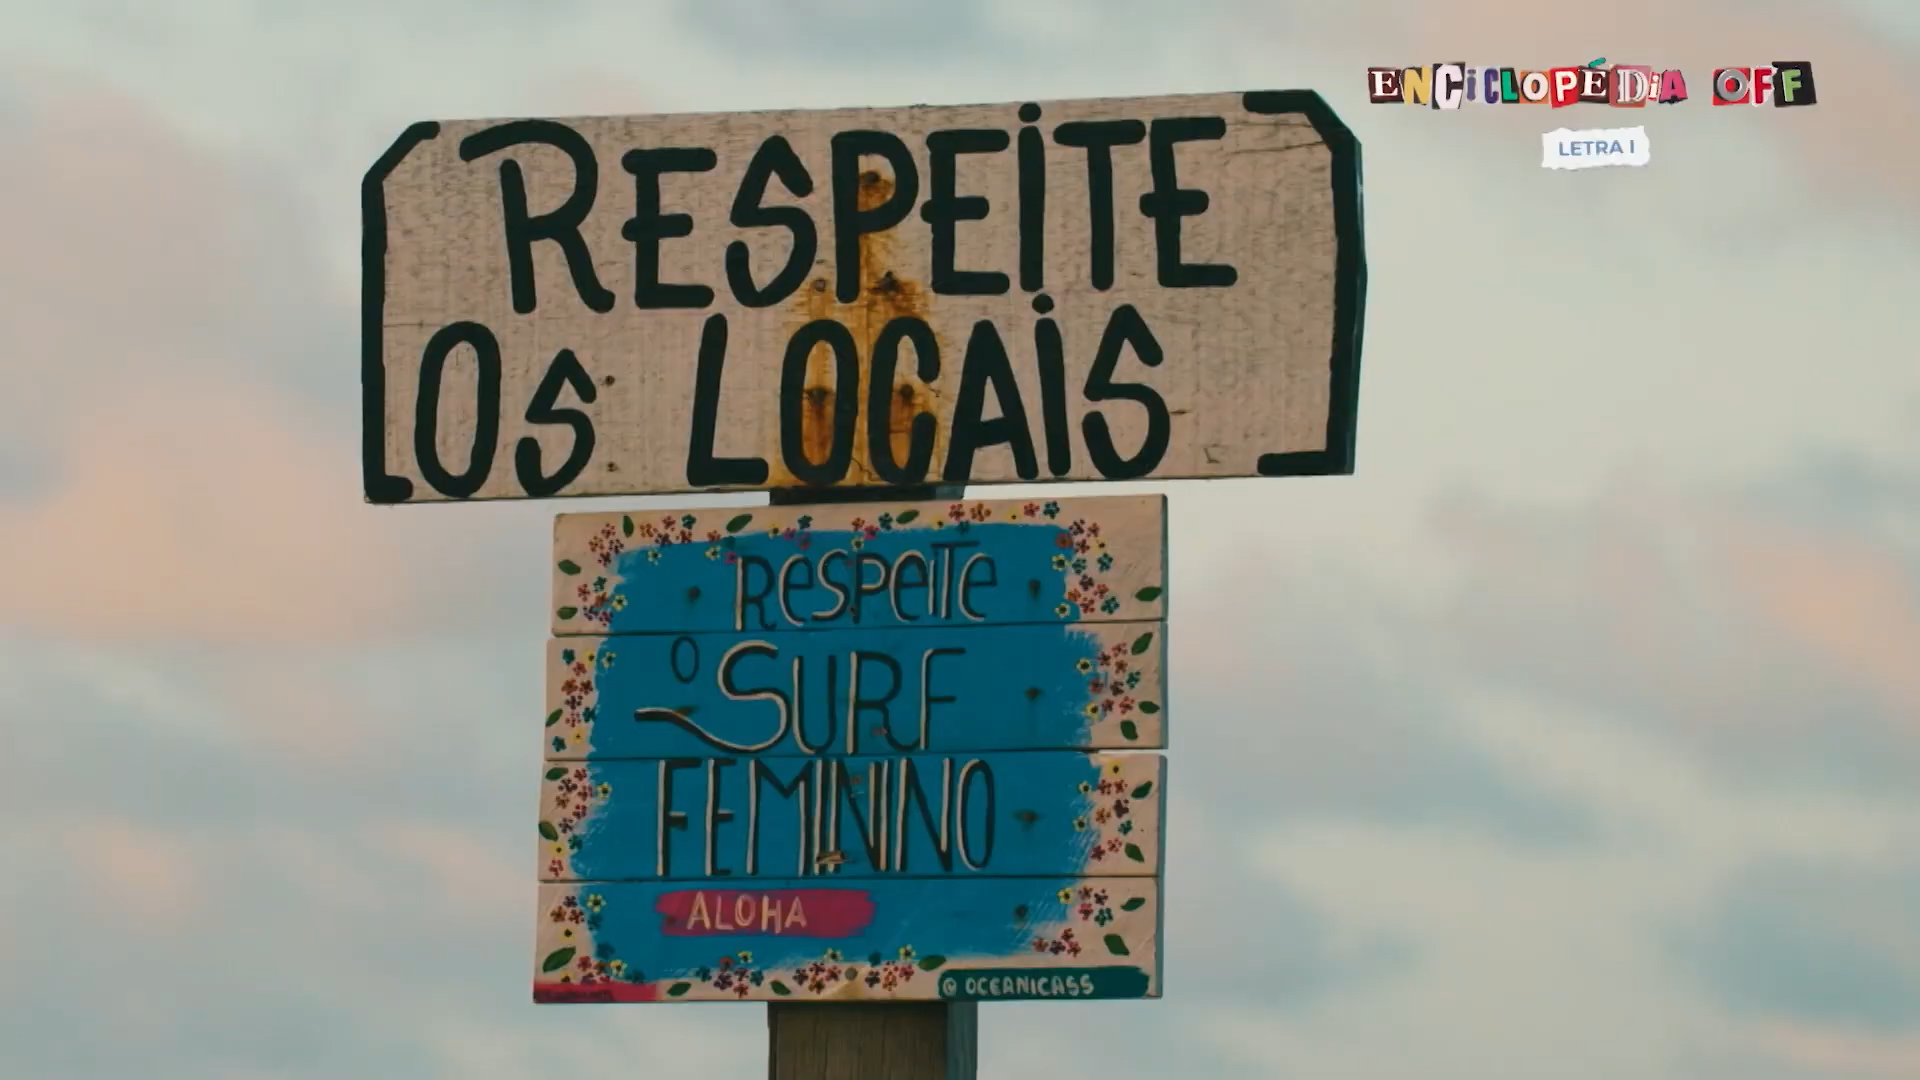 ENCiCLOPÉDiA OFF
LETRA I
RESPEiTE
OS LOCAiS
RESPEITE
O SURF
FEMININO
ALOHA
@OCEANICASS